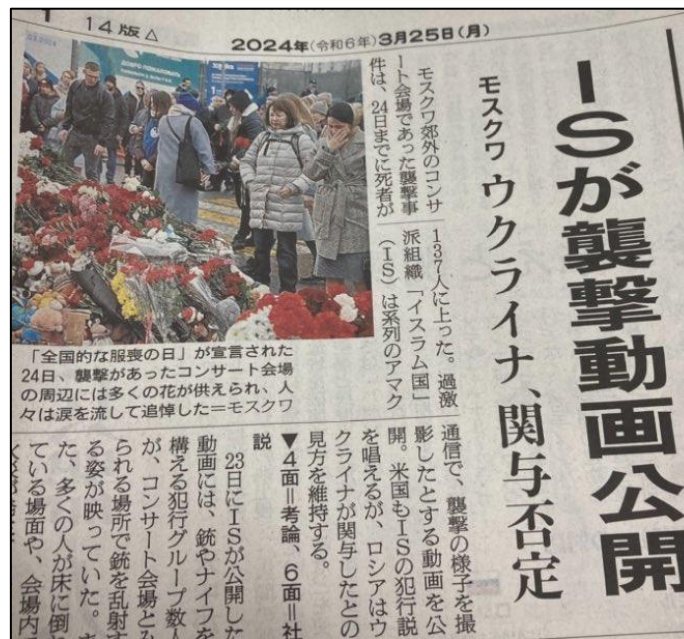 14版△
2024年(令和6年)3月25日(月)
ISが襲撃動画公開
モスクワ ウクライナ、関与否定
モスクワ郊外のコンサ
ート会場であった襲撃事
件は、24日までに死者が
137人に上った。過激
派組織「イスラム国」
(IS)は系列のアマク
通信で、襲撃の様子を撮
影したとする動画を公
開。米国もISの犯行説
を唱えるが、ロシアはウ
クライナが関与したとの
見方を維持する。
▼4面=考論、6面=社
説
23日にISが公開した
動画には、銃やナイフを
構える犯行グループ数人
が、コンサート会場とみ
られる場所で銃を乱射す
る姿が映っていた。
た、多くの人が床に倒れ
ている場面や、会場内で
「全国的な服喪の日」が宣言された
24日、襲撃があったコンサート会場
の周辺には多くの花が供えられ、人
々は涙を流して追悼した=モスクワ